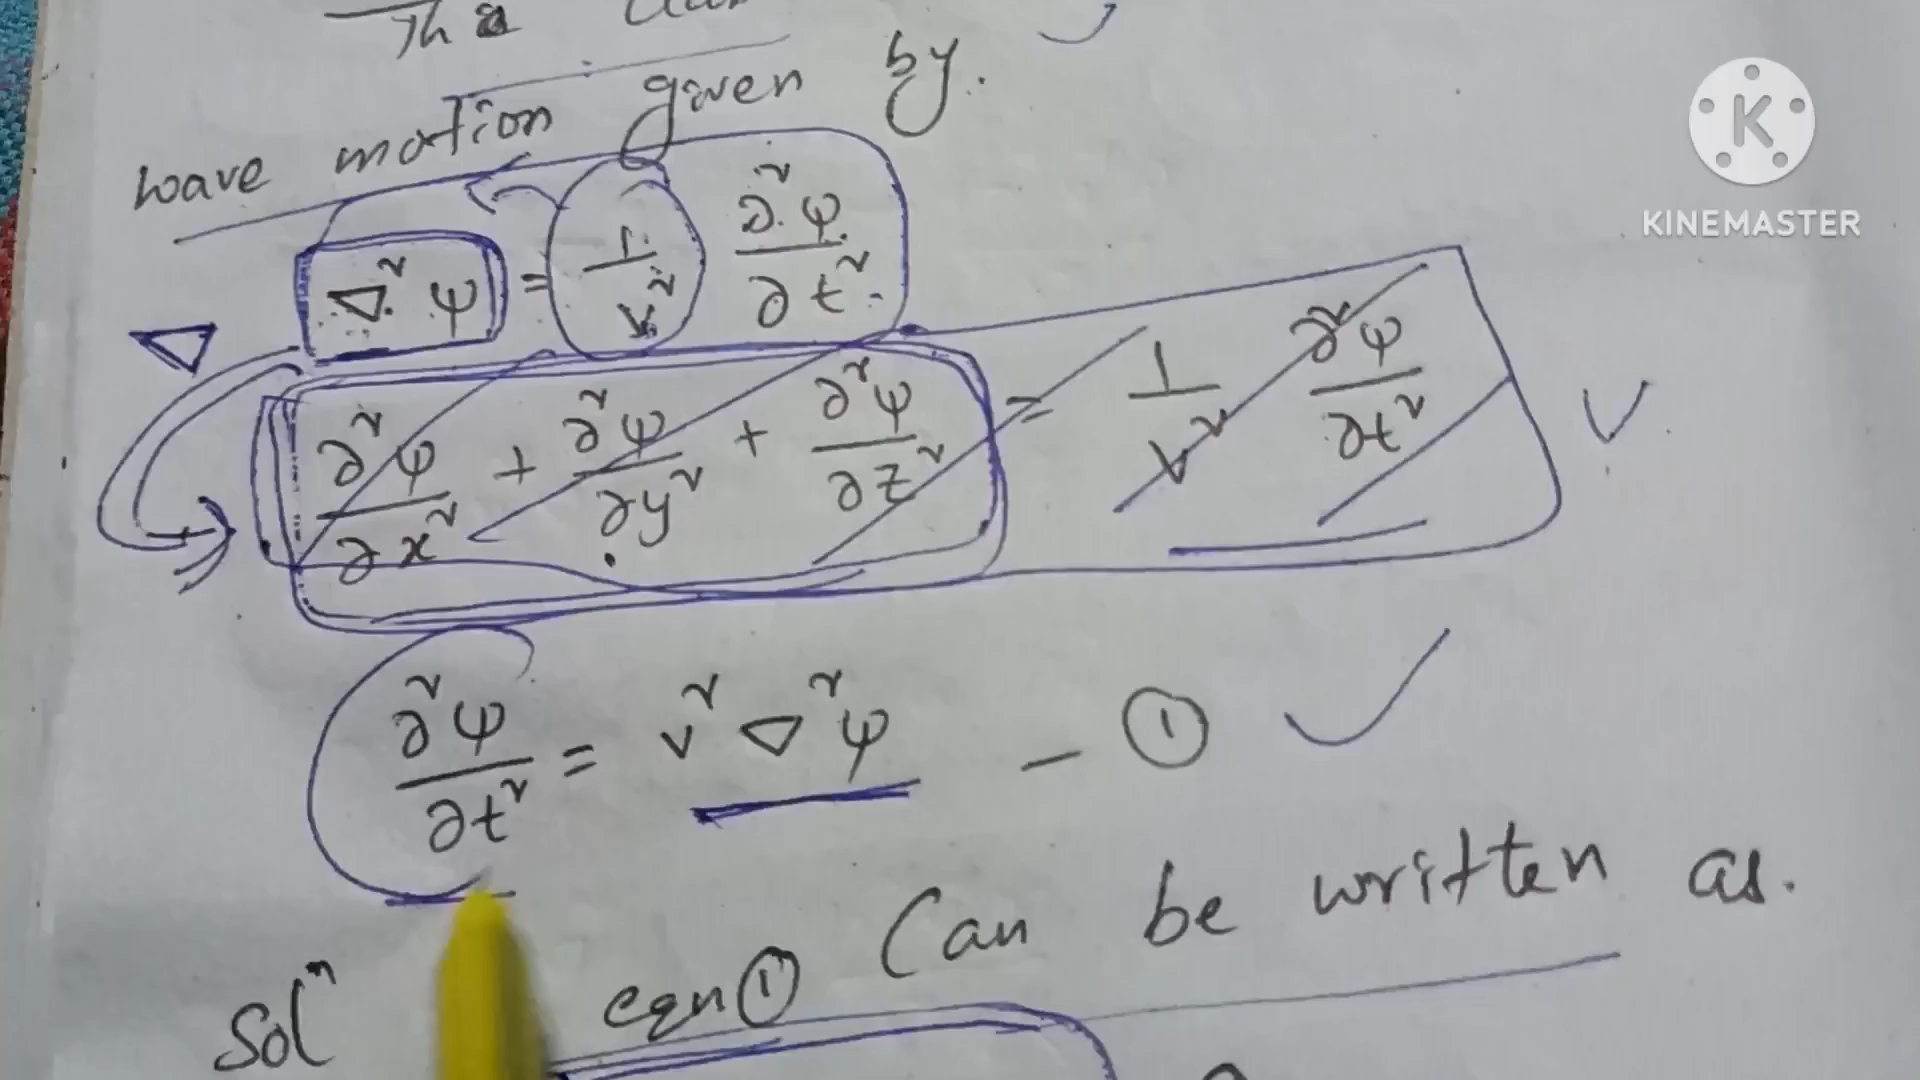 The
wave motion given by.
∇²ψ = 1/v² ∂²ψ/∂t²
∇
∂²ψ/∂x² + ∂²ψ/∂y² + ∂²ψ/∂z² = 1/v² ∂²ψ/∂t²
∂²ψ/∂t² = v² ∇²ψ — ①
Solⁿ eqn ① Can be written as.
K
KINEMASTER